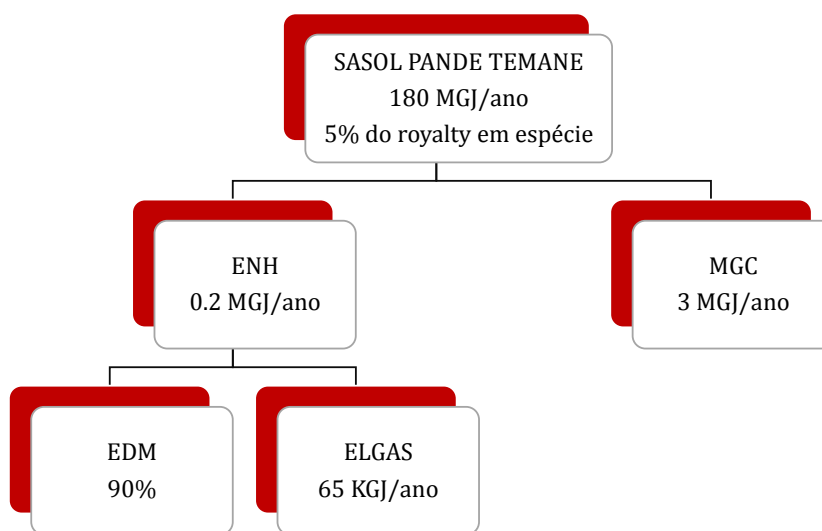 SASOL PANDE TEMANE
180 MGJ/ano
5% do royalty em espécie
ENH
0.2 MGJ/ano
MGC
3 MGJ/ano
EDM
90%
ELGAS
65 KGJ/ano